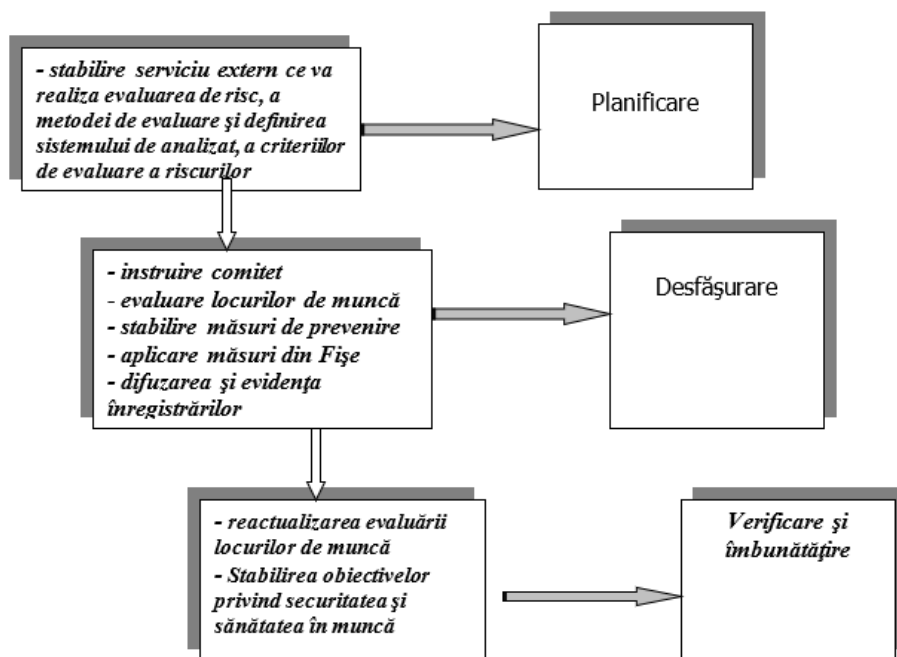 - stabilire serviciu extern ce va
realiza evaluarea de risc, a
metodei de evaluare şi definirea
sistemului de analizat, a criteriilor
de evaluare a riscurilor
Planificare
- instruire comitet
- evaluare locurilor de muncă
- stabilire măsuri de prevenire
- aplicare măsuri din Fişe
- difuzarea şi evidenţa
înregistrărilor
Desfăşurare
- reactualizarea evaluării
locurilor de muncă
- Stabilirea obiectivelor
privind securitatea şi
sănătatea în muncă
Verificare şi
îmbunătăţire